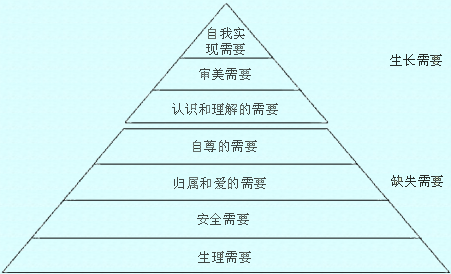 自我实
现需要
生长需要
审美需要
认识和理解的需要
自尊的需要
归属和爱的需要
缺失需要
安全需要
生理需要